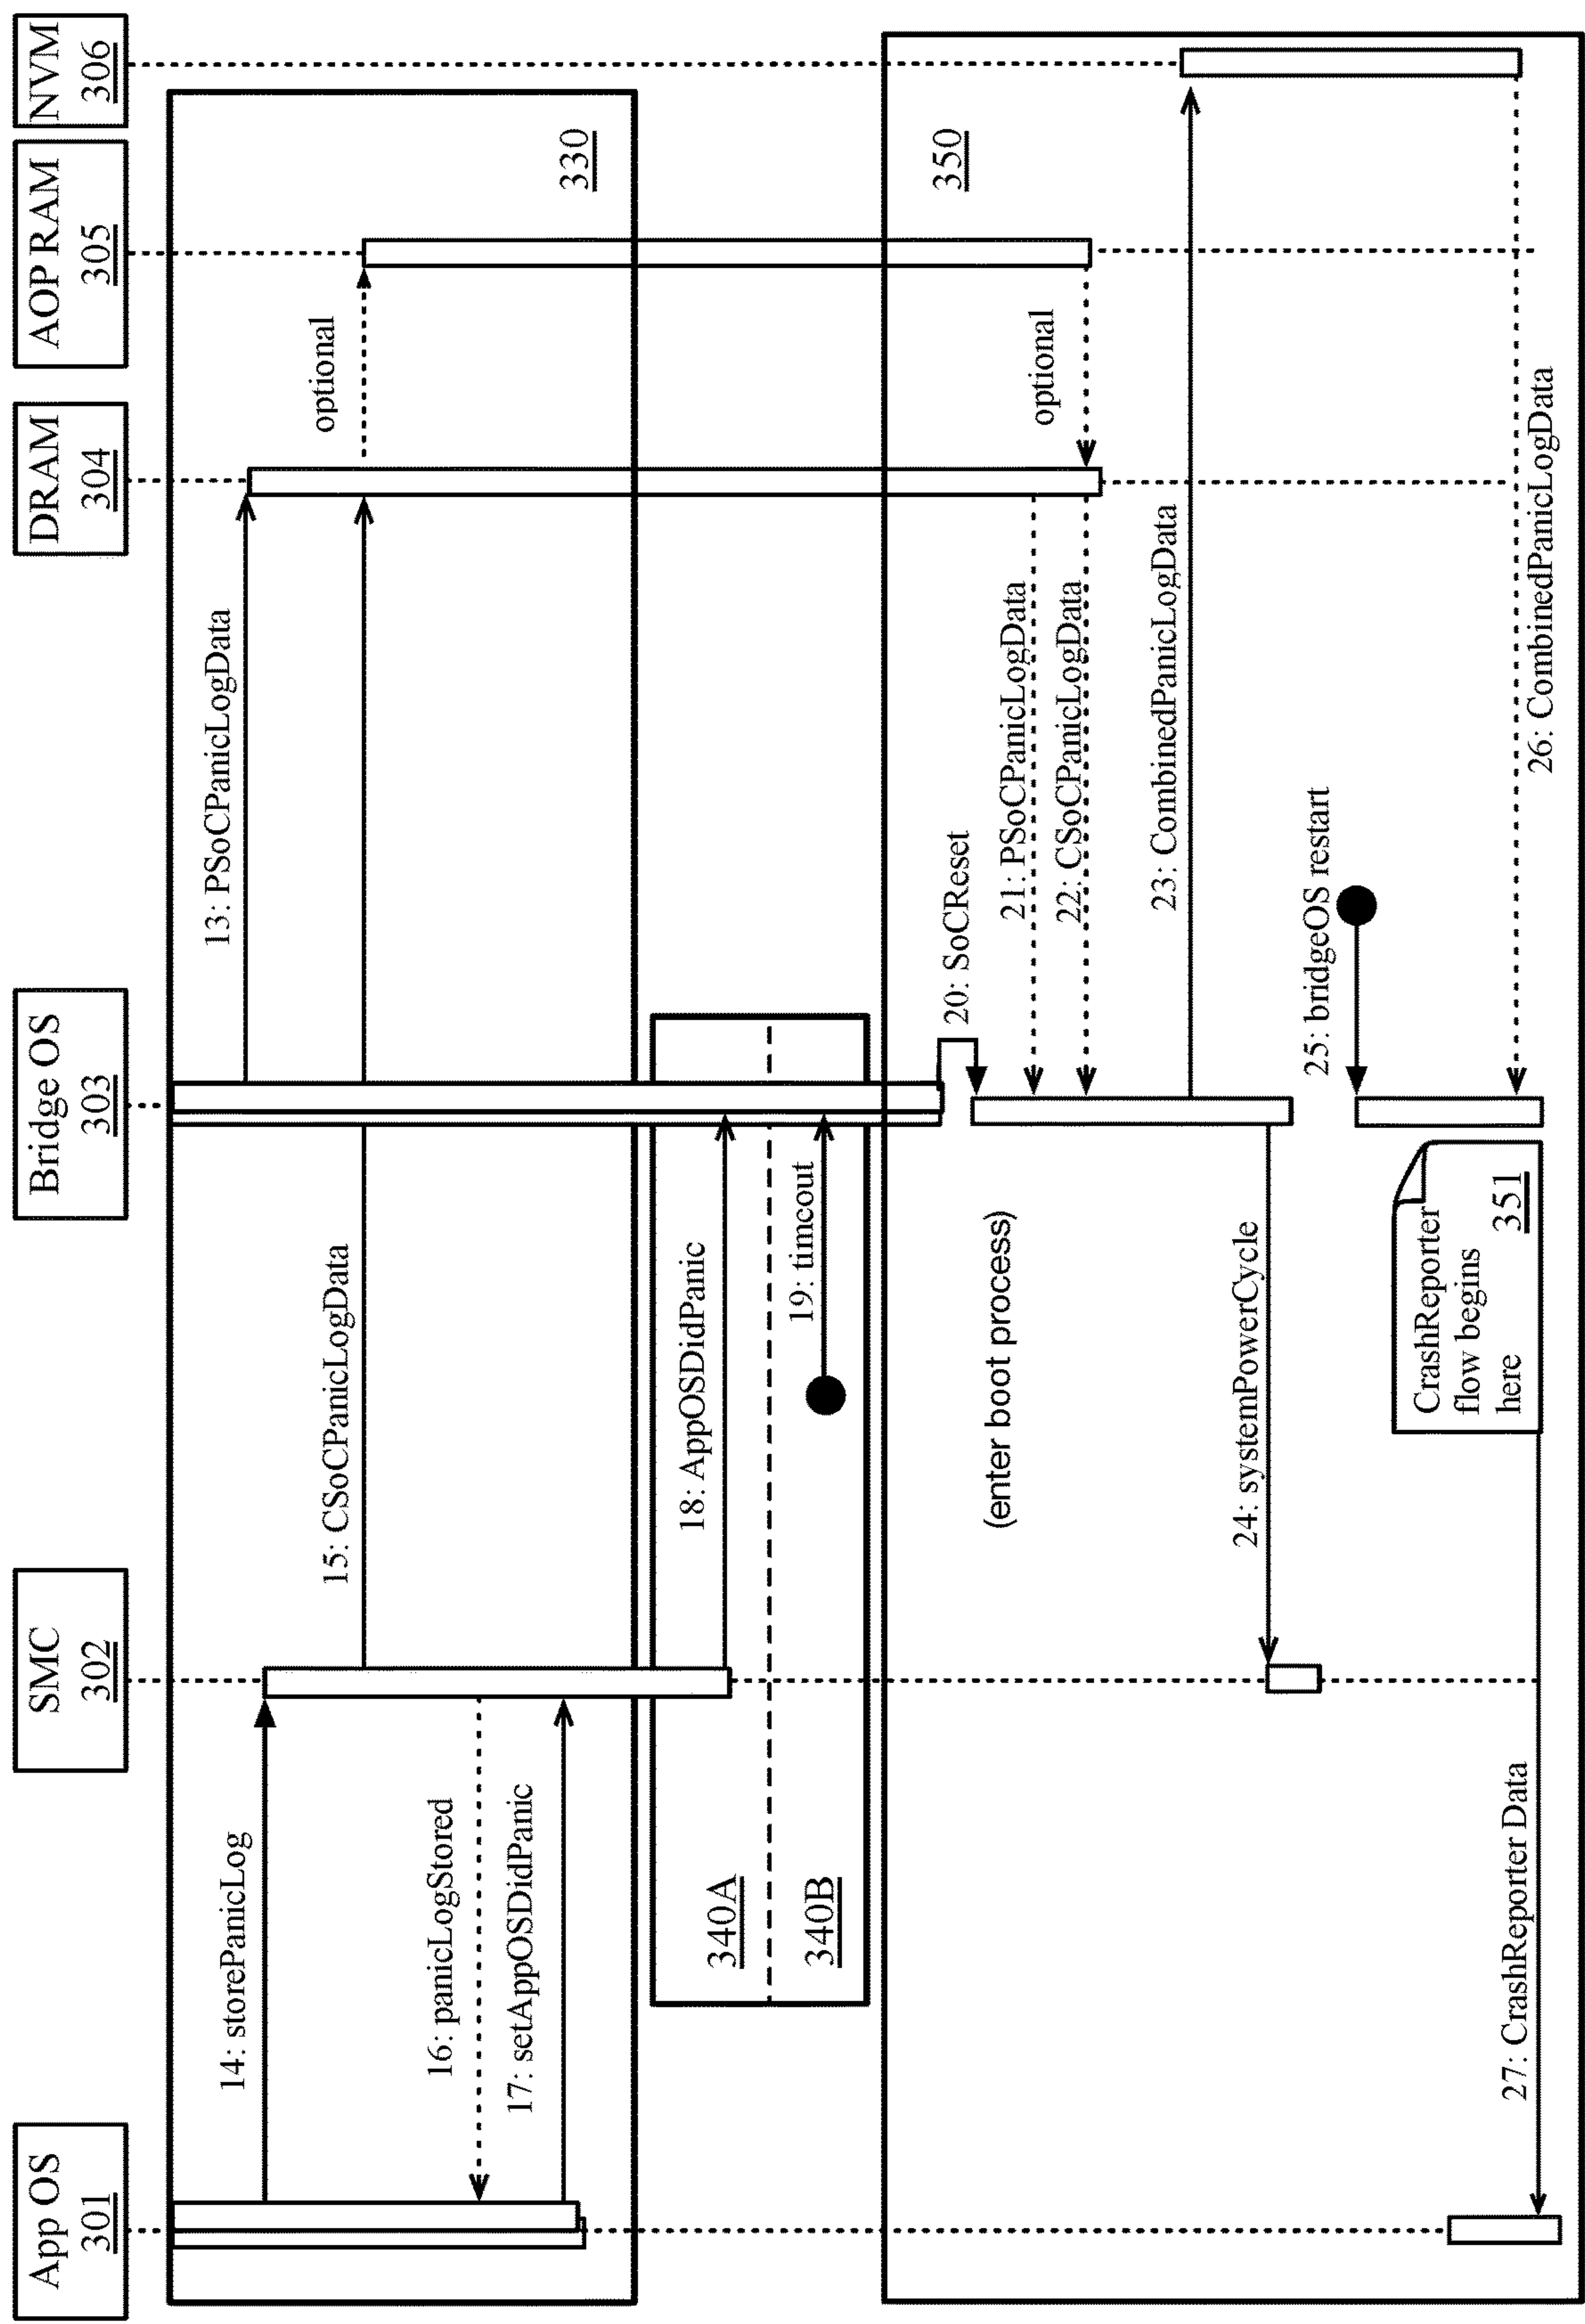 App OS
301
SMC
302
Bridge OS
303
DRAM
304
AOP RAM
305
NVM
306
330
13: PSoCPanicLogData
14: storePanicLog
15: CSoCPanicLogData
optional
16: panicLogStored
17: setAppOSDidPanic
340A
18: AppOSDidPanic
340B
19: timeout
350
20: SoCReset
(enter boot process)
21: PSoCPanicLogData
optional
22: CSoCPanicLogData
23: CombinedPanicLogData
24: systemPowerCycle
25: bridgeOS restart
CrashReporter
flow begins
here
351
26: CombinedPanicLogData
27: CrashReporter Data